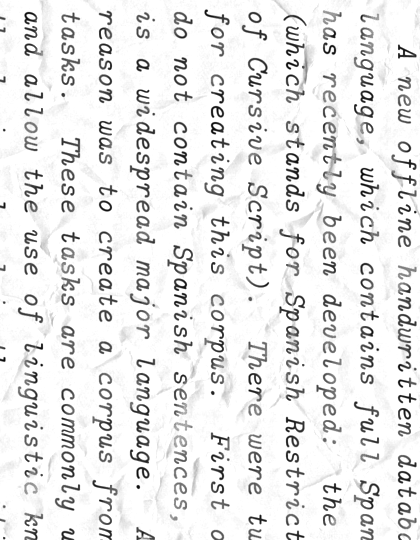 A new offline handwritten datab
language, which contains full Span
has recently been developed: the
(which stands for Spanish Restrict
of Cursive Script). There were tw
for creating this corpus. First o
do not contain Spanish sentences,
is a widespread major language. A
reason was to create a corpus from
tasks. These tasks are commonly u
and allow the use of linguistic kn